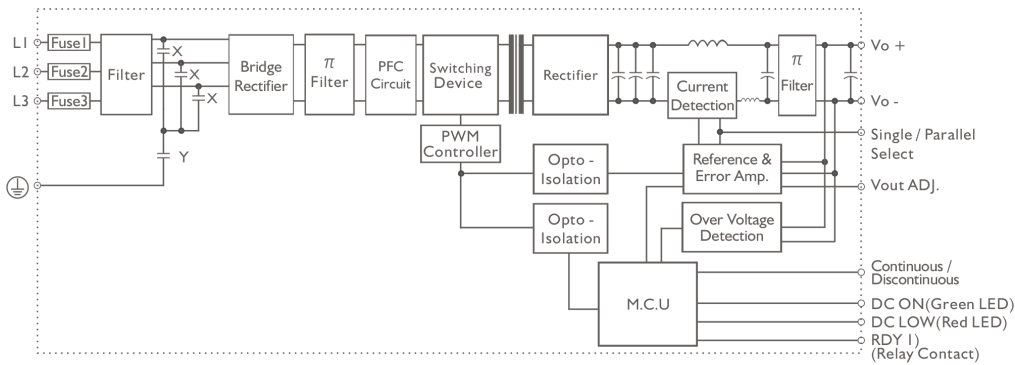 L1
Fuse1
L2
Fuse2
L3
Fuse3
Filter
X
X
X
Y
Bridge
Rectifier
π
Filter
PFC
Circuit
Switching
Device
PWM
Controller
Rectifier
Current
Detection
π
Filter
Vo +
Vo -
Single / Parallel
Select
Opto -
Isolation
Reference &
Error Amp.
Vout ADJ.
Opto -
Isolation
Over Voltage
Detection
M.C.U
Continuous /
Discontinuous
DC ON(Green LED)
DC LOW(Red LED)
RDY 1)
(Relay Contact)